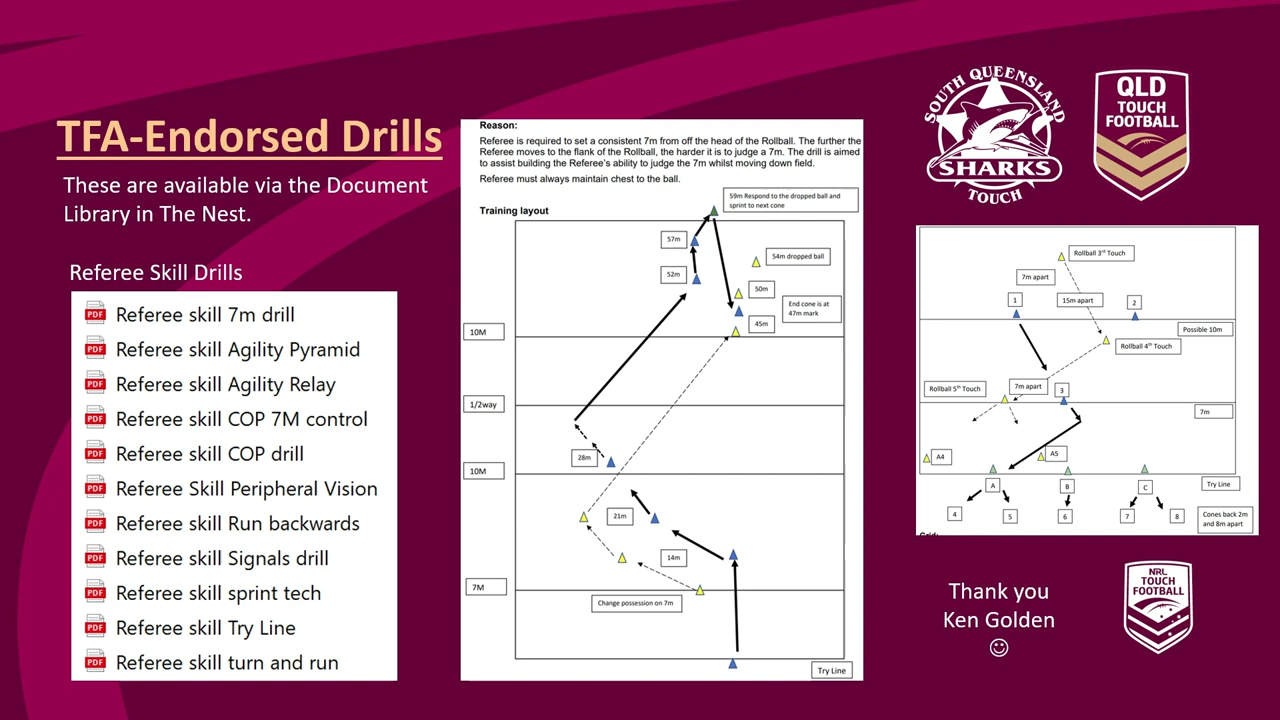 TFA-Endorsed Drills
These are available via the Document
Library in The Nest.
Referee Skill Drills
PDF Referee skill 7m drill
PDF Referee skill Agility Pyramid
PDF Referee skill Agility Relay
PDF Referee skill COP 7M control
PDF Referee skill COP drill
PDF Referee Skill Peripheral Vision
PDF Referee skill Run backwards
PDF Referee skill Signals drill
PDF Referee skill sprint tech
PDF Referee skill Try Line
PDF Referee skill turn and run
Reason:
Referee is required to set a consistent 7m from off the head of the Rollball. The further the
Referee moves to the flank of the Rollball, the harder it is to judge a 7m. The drill is aimed
to assist building the Referee's ability to judge the 7m whilst moving down field.
Referee must always maintain chest to the ball.
Training layout
59m Respond to the dropped ball and
sprint to next cone
57m
54m dropped ball
52m
50m
End cone is at
47m mark
45m
10M
1/2way
28m
10M
21m
14m
7M
Change possession on 7m
Try Line
SOUTH QUEENSLAND
SHARKS
TOUCH
QLD
TOUCH
FOOTBALL
Rollball 3rd Touch
7m apart
1
15m apart
2
Possible 10m
Rollball 4th Touch
Rollball 5th Touch
7m apart
3
7m
A4
A5
Try Line
A
B
C
4
5
6
7
8
Cones back 2m
and 8m apart
Thank you
Ken Golden
☺
NRL
TOUCH
FOOTBALL